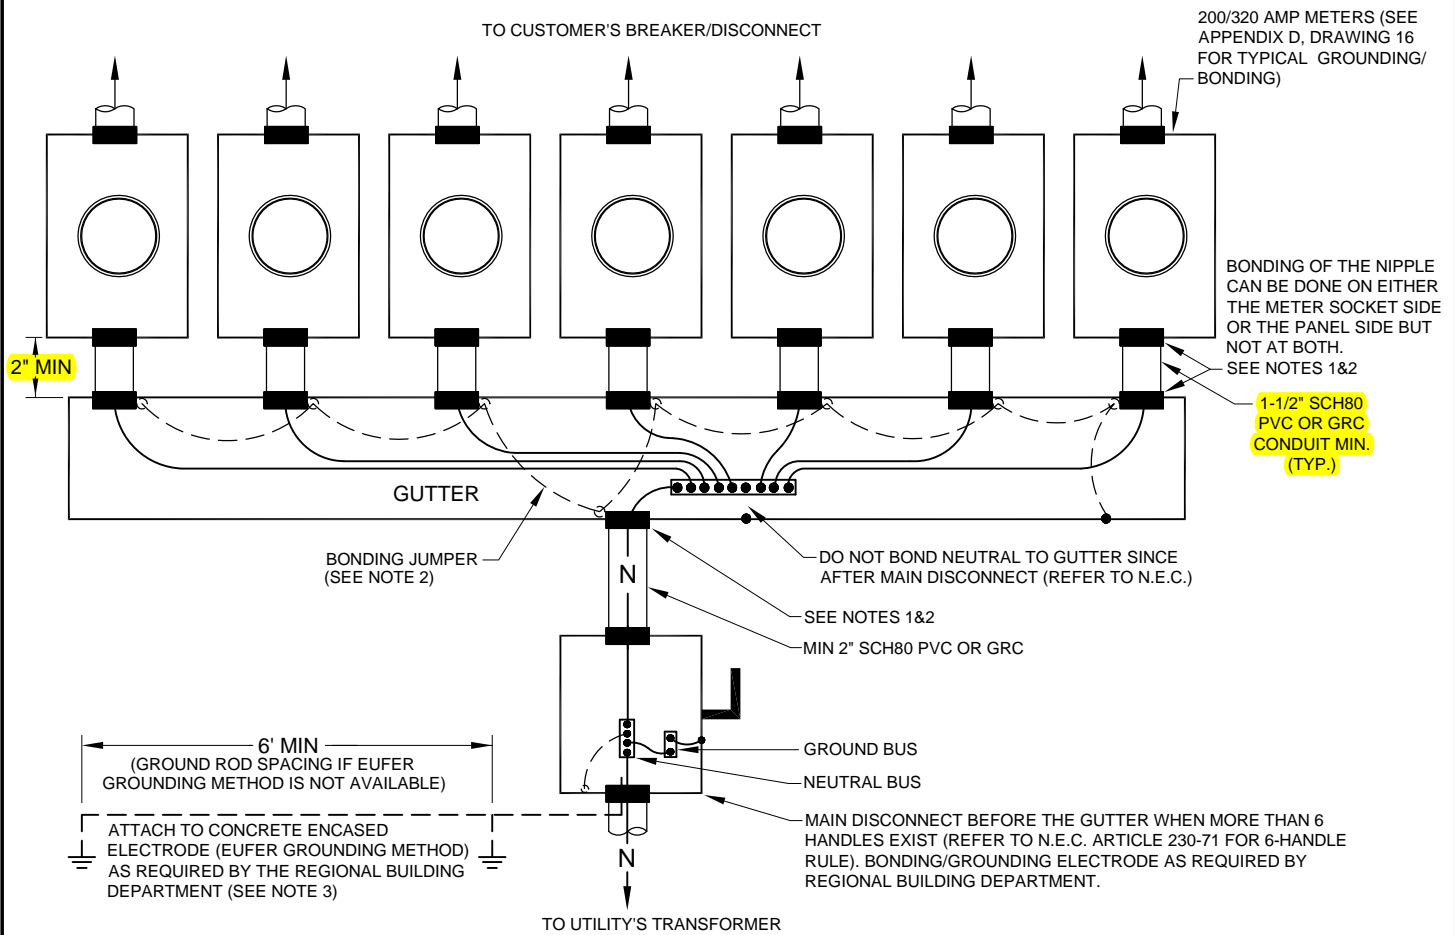 TO CUSTOMER'S BREAKER/DISCONNECT
200/320 AMP METERS (SEE
APPENDIX D, DRAWING 16
FOR TYPICAL GROUNDING/
BONDING)
BONDING OF THE NIPPLE
CAN BE DONE ON EITHER
THE METER SOCKET SIDE
OR THE PANEL SIDE BUT
NOT AT BOTH.
SEE NOTES 1&2
2" MIN
1-1/2" SCH80
PVC OR GRC
CONDUIT MIN.
(TYP.)
GUTTER
BONDING JUMPER
(SEE NOTE 2)
DO NOT BOND NEUTRAL TO GUTTER SINCE
AFTER MAIN DISCONNECT (REFER TO N.E.C.)
N
SEE NOTES 1&2
MIN 2" SCH80 PVC OR GRC
6' MIN
(GROUND ROD SPACING IF EUFER
GROUNDING METHOD IS NOT AVAILABLE)
GROUND BUS
NEUTRAL BUS
ATTACH TO CONCRETE ENCASED
ELECTRODE (EUFER GROUNDING METHOD)
AS REQUIRED BY THE REGIONAL BUILDING
DEPARTMENT (SEE NOTE 3)
MAIN DISCONNECT BEFORE THE GUTTER WHEN MORE THAN 6
HANDLES EXIST (REFER TO N.E.C. ARTICLE 230-71 FOR 6-HANDLE
RULE). BONDING/GROUNDING ELECTRODE AS REQUIRED BY
REGIONAL BUILDING DEPARTMENT.
N
TO UTILITY'S TRANSFORMER